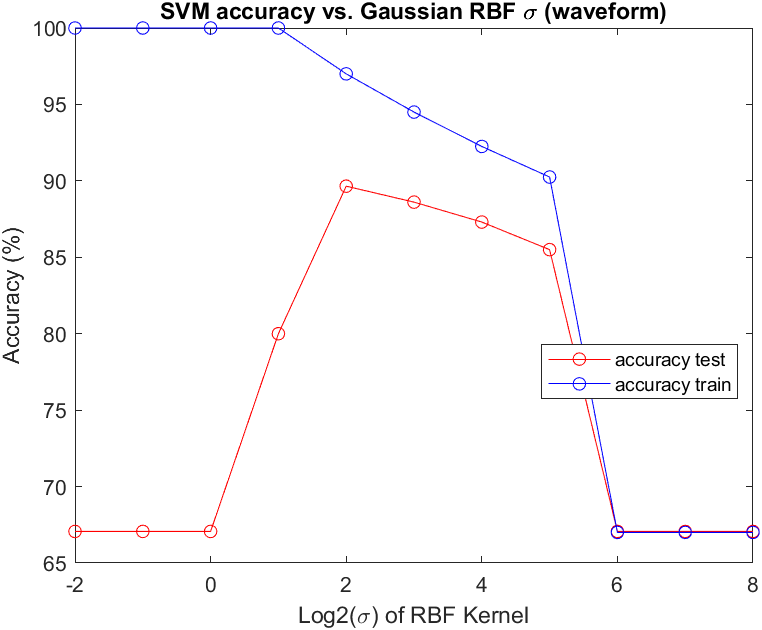 SVM accuracy vs. Gaussian RBF σ (waveform)
100
95
90
85
80
75
70
65
Accuracy (%)
accuracy test
accuracy train
-2 0 2 4 6 8
Log2(σ) of RBF Kernel